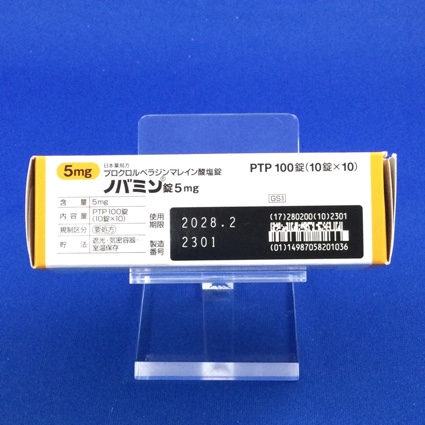 5mg
日本薬局方
プロクロルペラジンマレイン酸塩錠
ノバミン®錠5mg
PTP 100錠(10錠×10)
含量 5mg
内容量 PTP100錠
(10錠×10)
規制区分 処方
貯法 遮光・気密容器・
室温保存
使用
期限 2028.2
製造
番号 2301
GS1
(17)280200(10)2301
(01)14987058201036